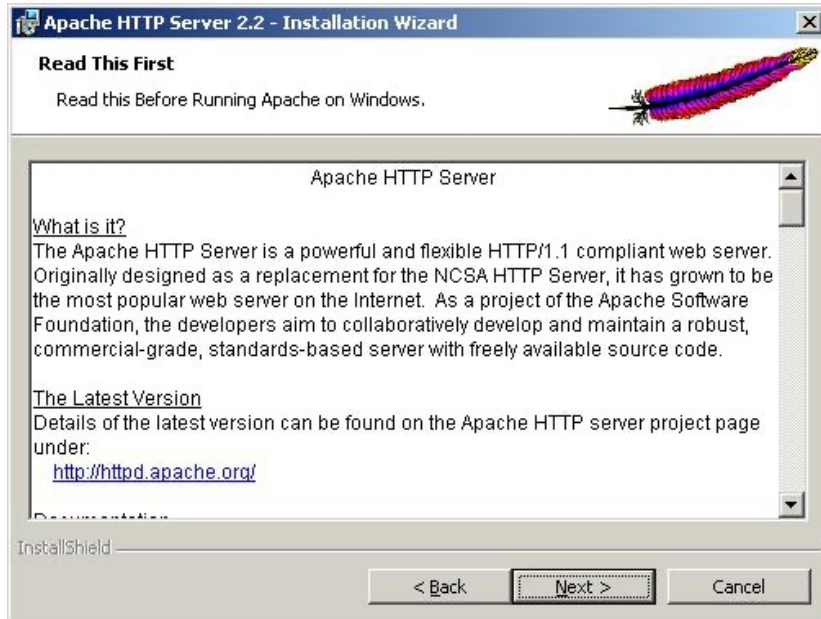 Apache HTTP Server 2.2 - Installation Wizard
Read This First
Read this Before Running Apache on Windows.
Apache HTTP Server
What is it?
The Apache HTTP Server is a powerful and flexible HTTP/1.1 compliant web server.
Originally designed as a replacement for the NCSA HTTP Server, it has grown to be
the most popular web server on the Internet.  As a project of the Apache Software
Foundation, the developers aim to collaboratively develop and maintain a robust,
commercial-grade, standards-based server with freely available source code.
The Latest Version
Details of the latest version can be found on the Apache HTTP server project page
under:
http://httpd.apache.org/
Documentation
InstallShield
< Back
Next >
Cancel